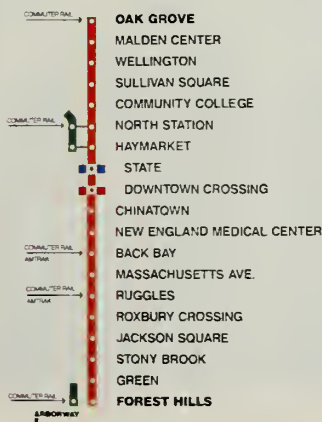 COMMUTER RAIL
OAK GROVE
MALDEN CENTER
WELLINGTON
SULLIVAN SQUARE
COMMUNITY COLLEGE
COMMUTER RAIL
NORTH STATION
HAYMARKET
STATE
DOWNTOWN CROSSING
CHINATOWN
NEW ENGLAND MEDICAL CENTER
COMMUTER RAIL
BACK BAY
AMTRAK
MASSACHUSETTS AVE.
COMMUTER RAIL
RUGGLES
AMTRAK
ROXBURY CROSSING
JACKSON SQUARE
STONY BROOK
GREEN
COMMUTER RAIL
FOREST HILLS
ARBORWAY